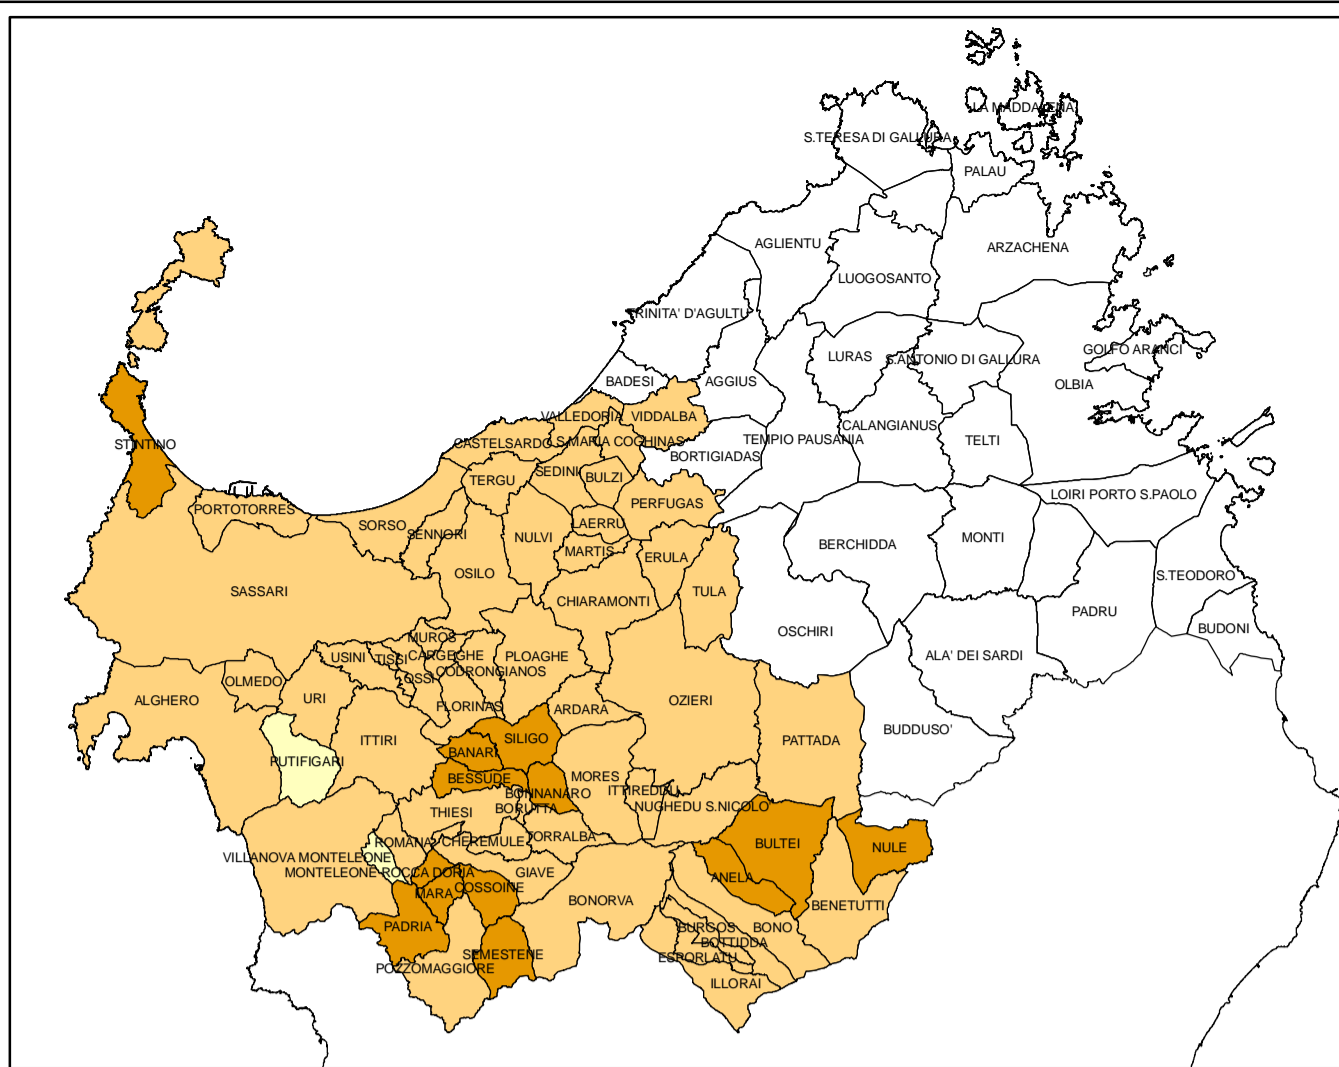 LA MADDALENA
S.TERESA DI GALLURA
PALAU
AGLIENTU
ARZACHENA
LUOGOSANTO
TRINITA' D'AGULTU
GOLFO ARANCI
LURAS
S.ANTONIO DI GALLURA
BADESI
AGGIUS
OLBIA
VALLEDORIA
VIDDALBA
CALANGIANUS
STINTINO
CASTELSARDO
S.MARIA COGHINAS
TEMPIO PAUSANIA
TELTI
BORTIGIADAS
SEDINI
BULZI
TERGU
LOIRI PORTO S.PAOLO
PORTOTORRES
PERFUGAS
SORSO
LAERRU
SENNORI
NULVI
MONTI
BERCHIDDA
MARTIS
ERULA
OSILO
S.TEODORO
SASSARI
TULA
CHIARAMONTI
PADRU
OSCHIRI
BUDONI
MUROS
USINI
TISSI
CARGEGHE
PLOAGHE
ALA' DEI SARDI
CODRONGIANOS
OSSI
OLMEDO
ALGHERO
URI
OZIERI
FLORINAS
ARDARA
BUDDUSO'
ITTIRI
SILIGO
PATTADA
BANARI
PUTIFIGARI
BESSUDE
MORES
ITTIREDDU
BONNANARO
NUGHEDU S.NICOLO'
BORUTTA
THIESI
TORRALBA
ROMANA
CHEREMULE
BULTEI
NULE
VILLANOVA MONTELEONE
MONTELEONE ROCCA DORIA
GIAVE
ANELA
COSSOINE
MARA
BONORVA
BENETUTTI
PADRIA
BURGOS
BONO
BOTTIDDA
SEMESTENE
ESPORLATU
POZZOMAGGIORE
ILLORAI